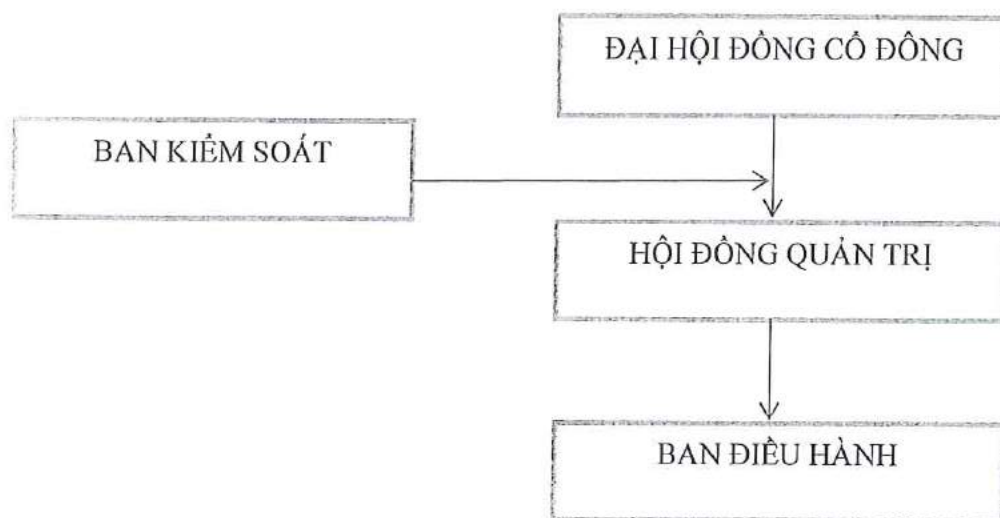 ĐẠI HỘI ĐỒNG CỔ ĐÔNG
BAN KIỂM SOÁT
HỘI ĐỒNG QUẢN TRỊ
BAN ĐIỀU HÀNH